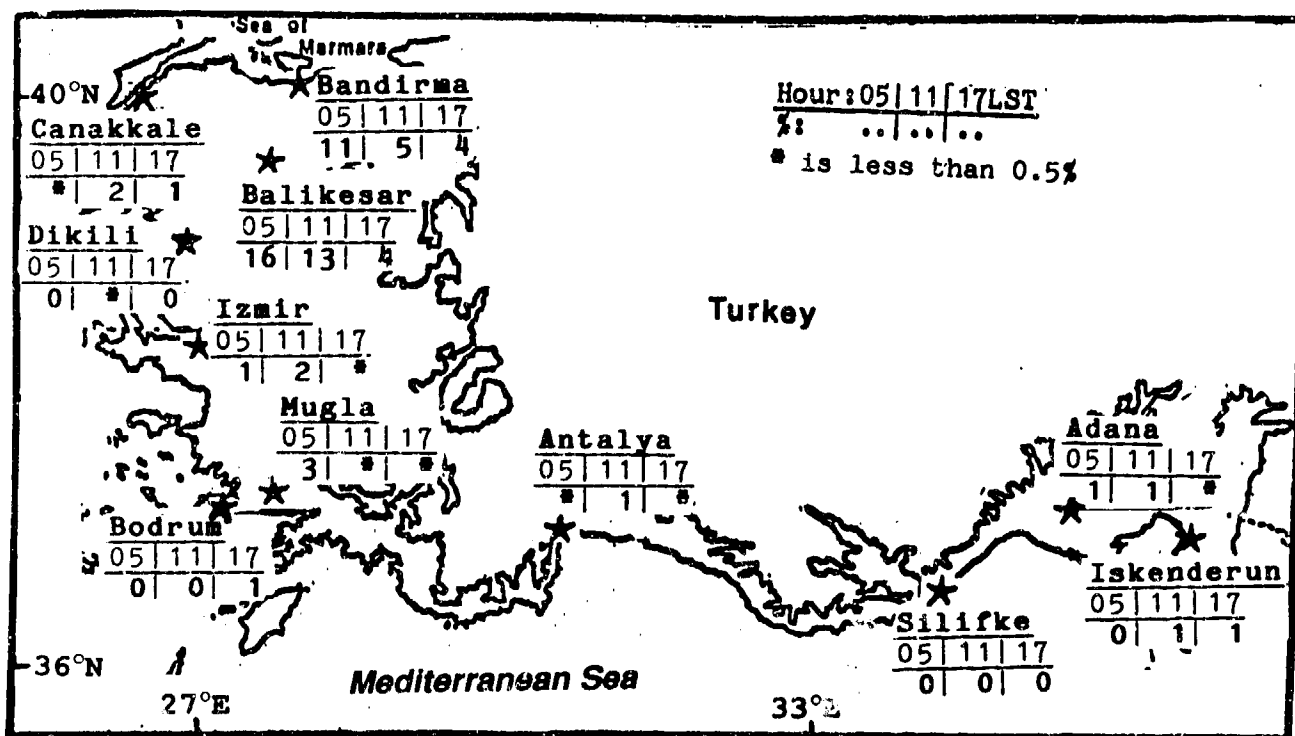 Sea of
Marmara
40°N
Bandirma
05|11|17
11|5|4
Hour:05|11|17LST
%: ..|..|..
* is less than 0.5%
Canakkale
05|11|17
*|2|1
Balikesar
05|11|17
16|13|4
Dikili
05|11|17
0|*|0
Izmir
05|11|17
1|2|*
Turkey
Mugla
05|11|17
3|*|*
Antalya
05|11|17
*|1|*
Adana
05|11|17
1|1|*
Bodrum
05|11|17
0|0|1
Iskenderun
05|11|17
0|1|1
Silifke
05|11|17
0|0|0
36°N
Mediterranean Sea
27°E
33°E